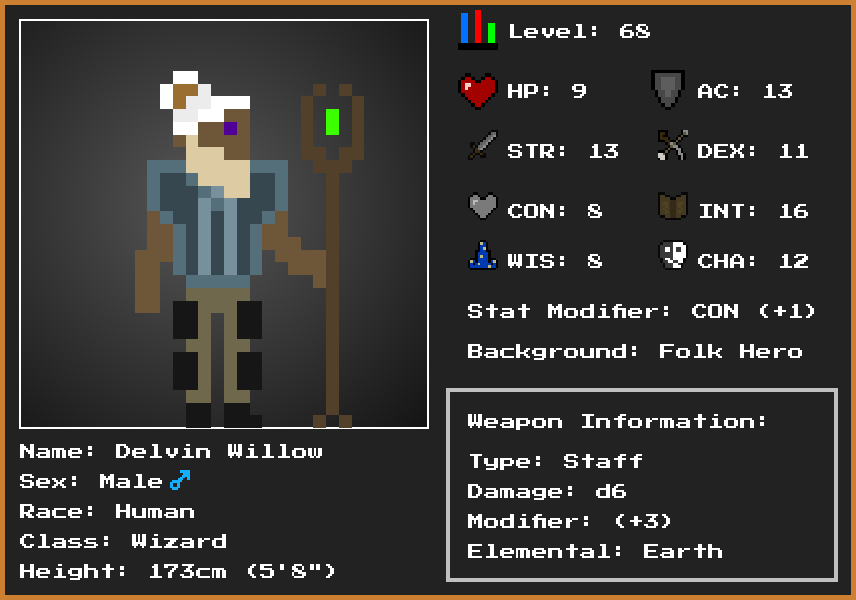 Level: 68
HP: 9 AC: 13
STR: 13 DEX: 11
CON: 8 INT: 16
WIS: 8 CHA: 12
Stat Modifier: CON (+1)
Background: Folk Hero
Weapon Information:
Type: Staff
Damage: d6
Modifier: (+3)
Elemental: Earth
Name: Delvin Willow
Sex: Male♂
Race: Human
Class: Wizard
Height: 173cm (5'8")